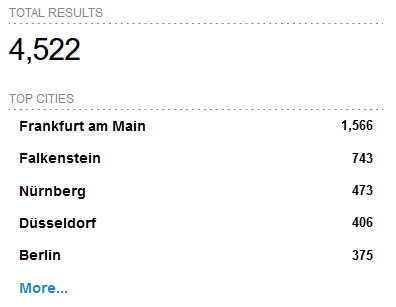 TOTAL RESULTS
4,522
TOP CITIES
Frankfurt am Main 1,566
Falkenstein 743
Nürnberg 473
Düsseldorf 406
Berlin 375
More...